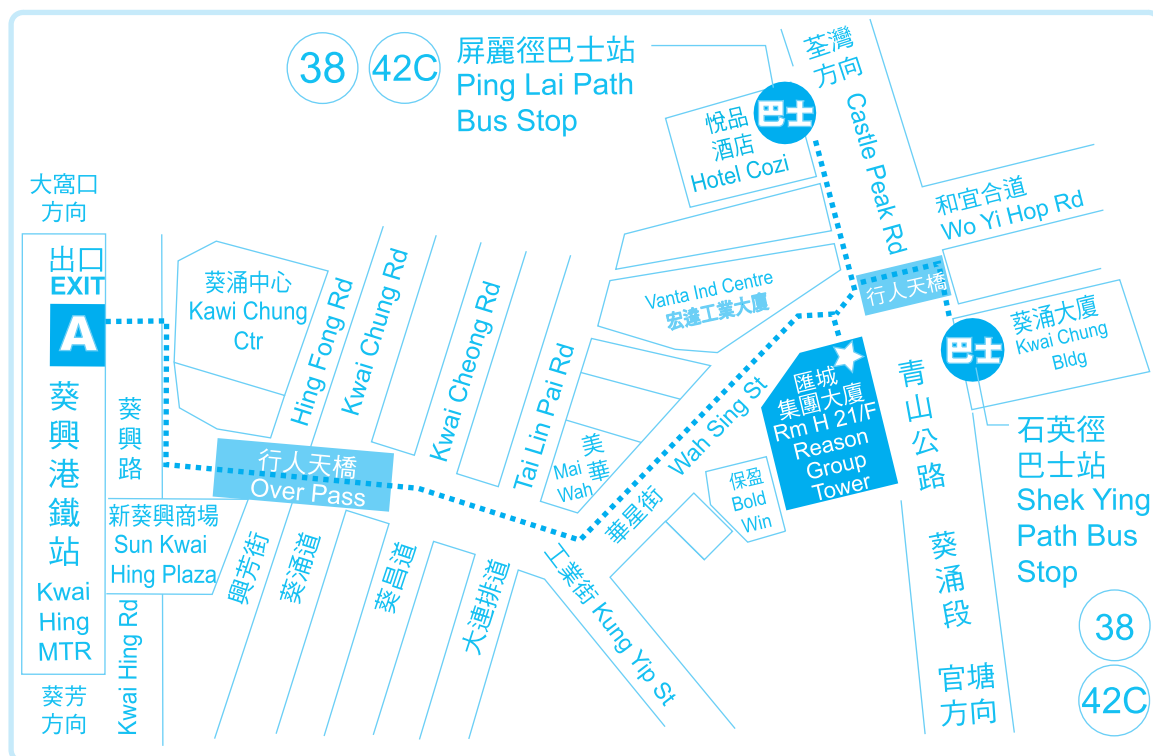 38
42C
屏麗徑巴士站
Ping Lai Path
Bus Stop
荃灣
方向
Castle Peak Rd
巴士
悅品
酒店
Hotel Cozi
和宜合道
Wo Yi Hop Rd
大窩口
方向
出口
EXIT
A
葵興港鐵站
Kwai
Hing
MTR
葵芳
方向
葵興路
Kwai Hing Rd
葵涌中心
Kawi Chung
Ctr
Hing Fong Rd
Kwai Chung Rd
Kwai Cheong Rd
Tai Lin Pai Rd
Vanta Ind Centre
宏達工業大廈
行人天橋
葵涌大廈
Kwai Chung
Bldg
巴士
匯城
集團大廈
Rm H 21/F
Reason
Group
Tower
青山公路
葵涌段
官塘
方向
石英徑
巴士站
Shek Ying
Path Bus
Stop
38
42C
行人天橋
Over Pass
美華
Mai
Wah
Wah Sing St
華星街
保盈
Bold
Win
新葵興商場
Sun Kwai
Hing Plaza
興芳街
葵涌道
葵昌道
大連排道
工業街 Kung Yip St